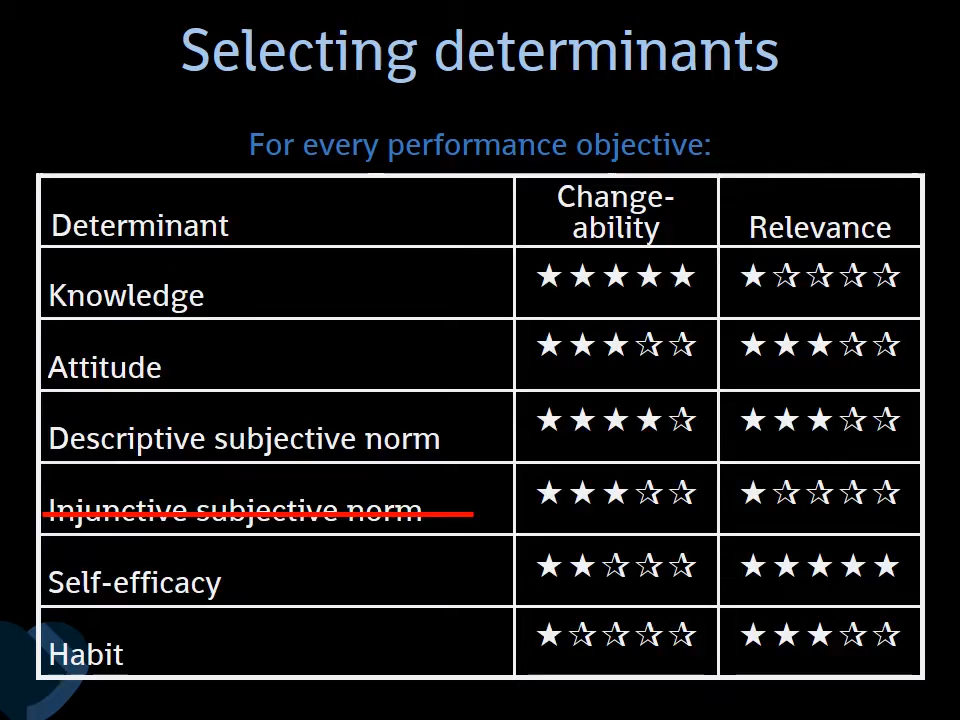 Selecting determinants
For every performance objective:
Determinant Change-
ability Relevance
Knowledge ★★★★★ ★☆☆☆☆
Attitude ★★★☆☆ ★★★☆☆
Descriptive subjective norm ★★★★☆ ★★★☆☆
Injunctive subjective norm ★★★☆☆ ★☆☆☆☆
Self-efficacy ★★☆☆☆ ★★★★★
Habit ★☆☆☆☆ ★★★☆☆